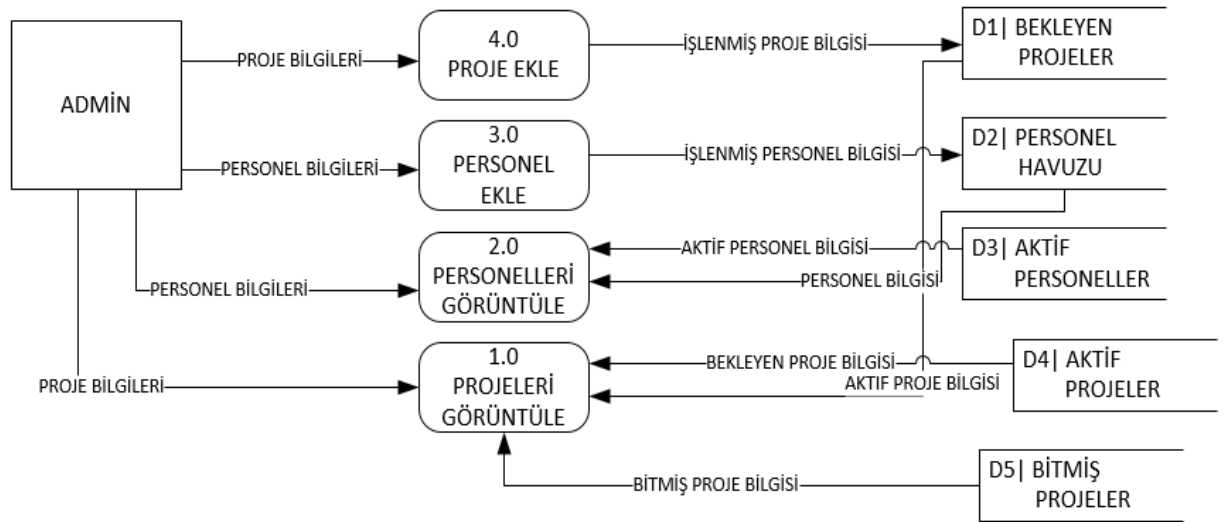 ADMİN
PROJE BİLGİLERİ
4.0
PROJE EKLE
İŞLENMİŞ PROJE BİLGİSİ
D1| BEKLEYEN
PROJELER
PERSONEL BİLGİLERİ
3.0
PERSONEL
EKLE
İŞLENMİŞ PERSONEL BİLGİSİ
D2| PERSONEL
HAVUZU
PERSONEL BİLGİLERİ
2.0
PERSONELLERİ
GÖRÜNTÜLE
AKTİF PERSONEL BİLGİSİ
PERSONEL BİLGİSİ
D3| AKTİF
PERSONELLER
PROJE BİLGİLERİ
1.0
PROJELERİ
GÖRÜNTÜLE
BEKLEYEN PROJE BİLGİSİ
AKTIF PROJE BİLGİSİ
D4| AKTİF
PROJELER
BİTMİŞ PROJE BİLGİSİ
D5| BİTMİŞ
PROJELER